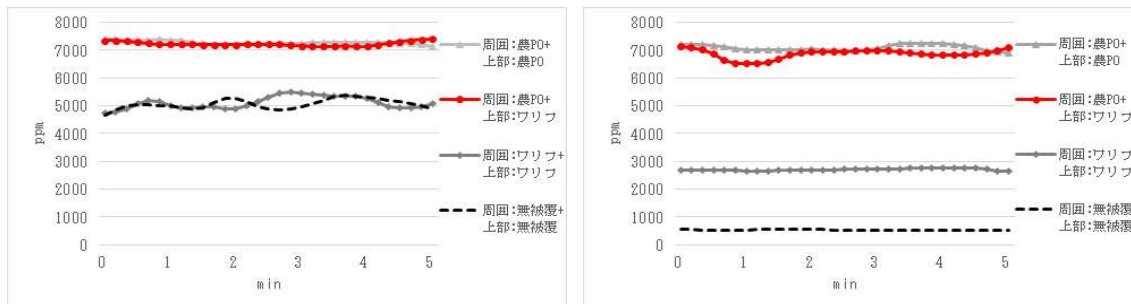 8000
7000
6000
5000
4000
3000
2000
1000
0
ppm
0 1 2 3 4 5
min
周囲:農PO+
上部:農PO
周囲:農PO+
上部:ワリフ
周囲:ワリフ+
上部:ワリフ
周囲:無被覆+
上部:無被覆
8000
7000
6000
5000
4000
3000
2000
1000
0
ppm
0 1 2 3 4 5
min
周囲:農PO+
上部:農PO
周囲:農PO+
上部:ワリフ
周囲:ワリフ+
上部:ワリフ
周囲:無被覆
上部:無被覆